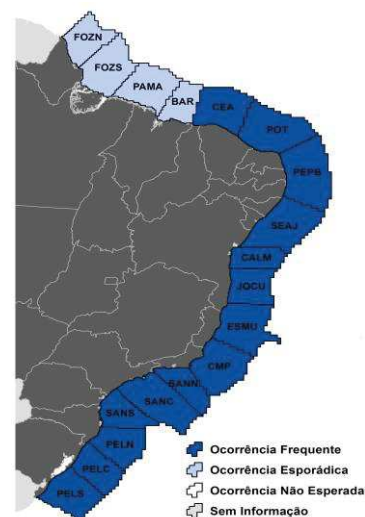 FOZN
FOZS
PAMA
BAR
CEA
POT
PEPB
SEAJ
CALM
JOCU
ESMU
CMP
SANN
SANC
SANS
PELN
PELC
PELS
Ocorrência Frequente
Ocorrência Esporádica
Ocorrência Não Esperada
Sem Informação